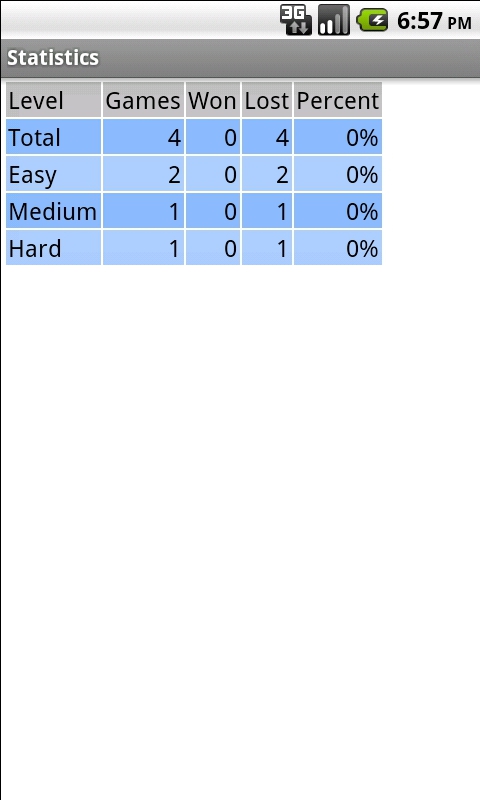 3G 6:57 PM
Statistics
Level Games Won Lost Percent
Total 4 0 4 0%
Easy 2 0 2 0%
Medium 1 0 1 0%
Hard 1 0 1 0%